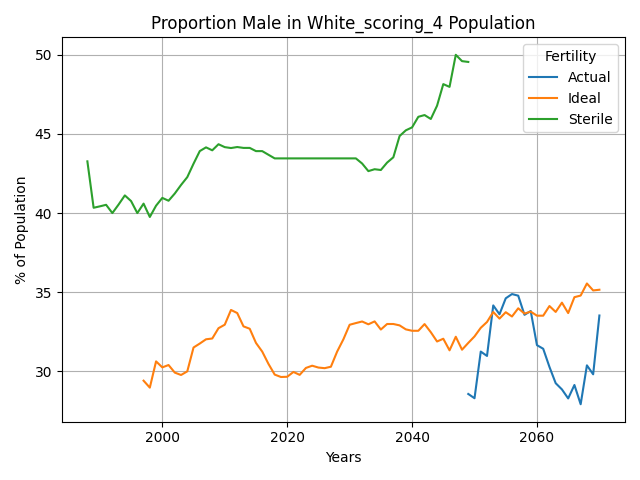 Proportion Male in White_scoring_4 Population
% of Population
50
45
40
35
30
Fertility
Actual
Ideal
Sterile
2000
2020
2040
2060
Years